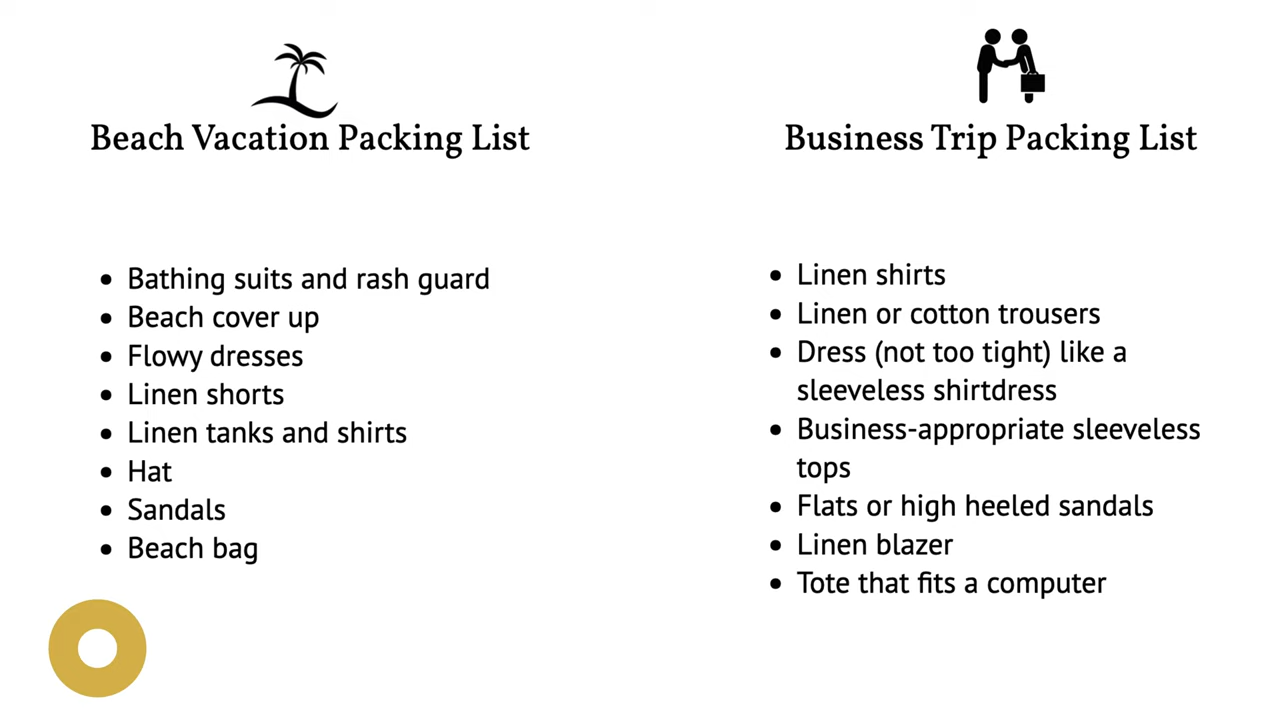 Beach Vacation Packing List
Bathing suits and rash guard
Beach cover up
Flowy dresses
Linen shorts
Linen tanks and shirts
Hat
Sandals
Beach bag
Business Trip Packing List
Linen shirts
Linen or cotton trousers
Dress (not too tight) like a
sleeveless shirtdress
Business-appropriate sleeveless
tops
Flats or high heeled sandals
Linen blazer
Tote that fits a computer